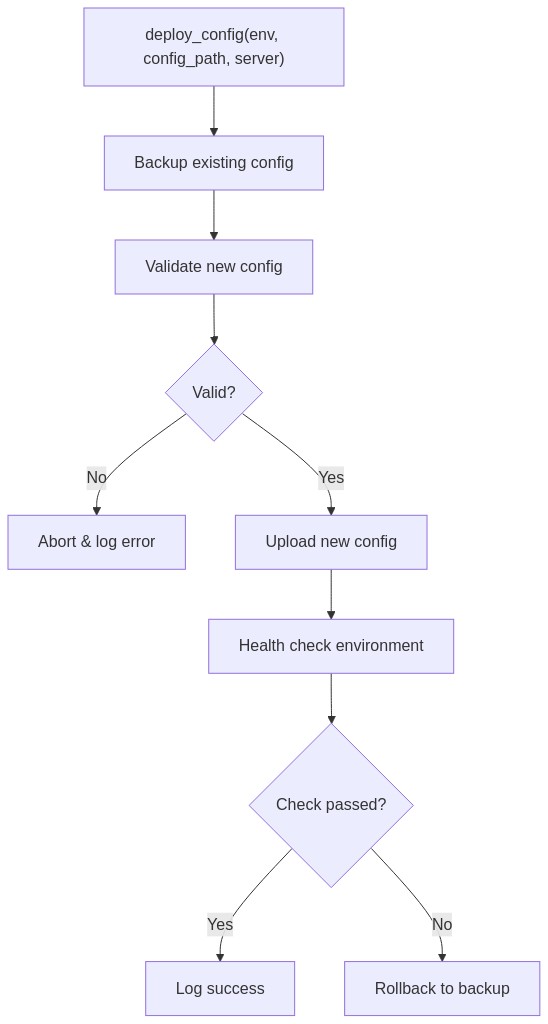 deploy_config(env,
config_path, server)
Backup existing config
Validate new config
Valid?
No
Yes
Abort & log error
Upload new config
Health check environment
Check passed?
Yes
No
Log success
Rollback to backup